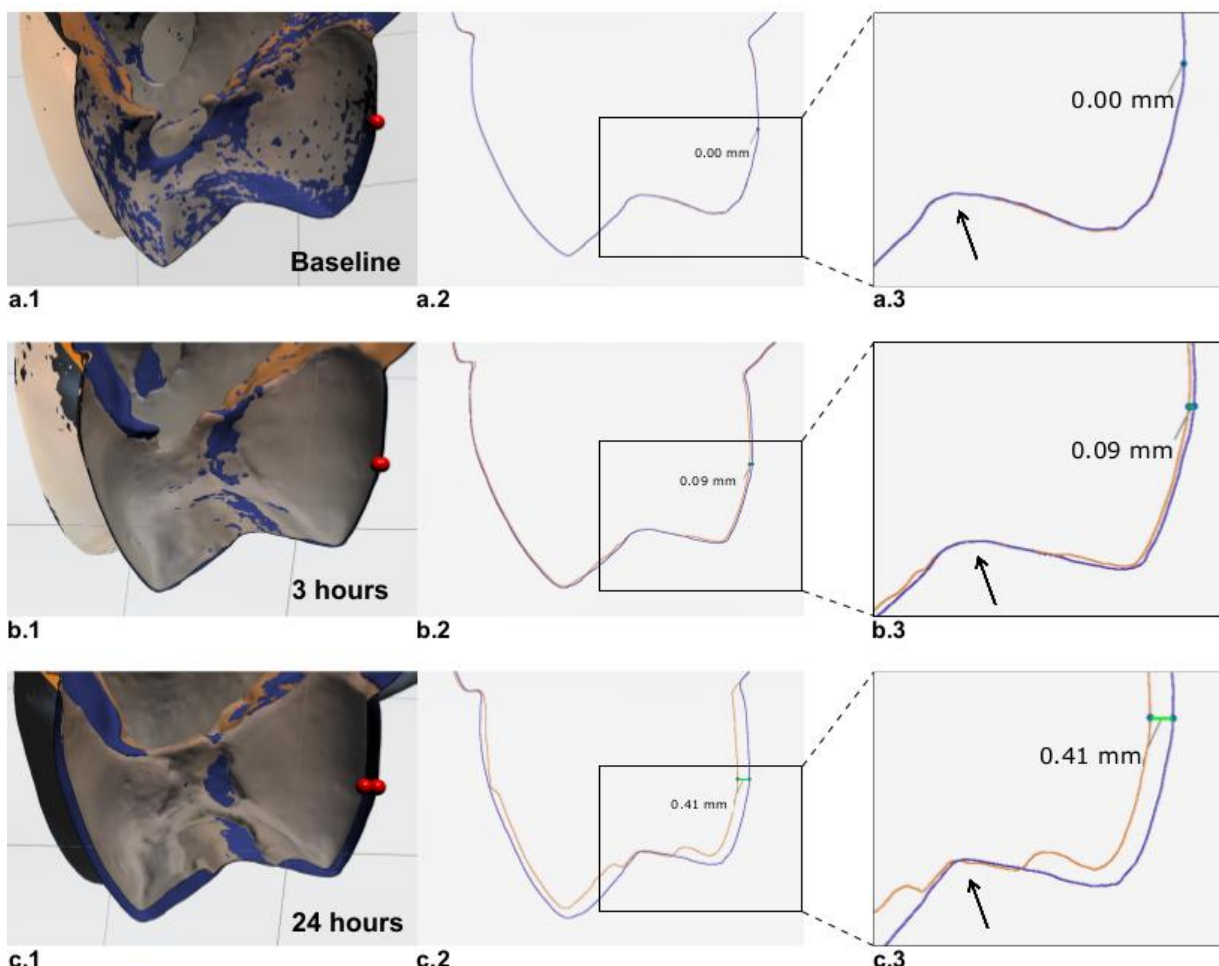 0.00 mm
0.00 mm
Baseline
a.1
a.2
a.3
0.09 mm
0.09 mm
3 hours
b.1
b.2
b.3
0.41 mm
0.41 mm
24 hours
c.1
c.2
c.3